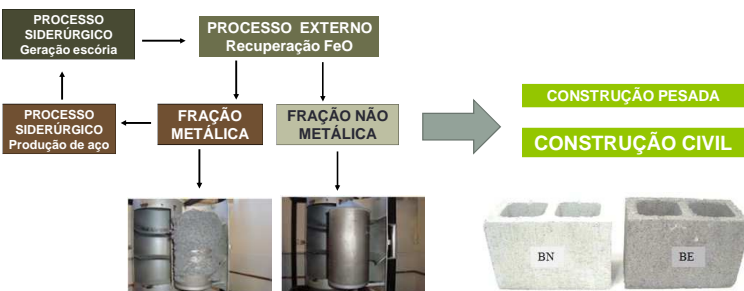 PROCESSO
SIDERÚRGICO
Geração escória
PROCESSO EXTERNO
Recuperação FeO
PROCESSO
SIDERÚRGICO
Produção de aço
FRAÇÃO
METÁLICA
FRAÇÃO NÃO
METÁLICA
CONSTRUÇÃO PESADA
CONSTRUÇÃO CIVIL
BN
BE